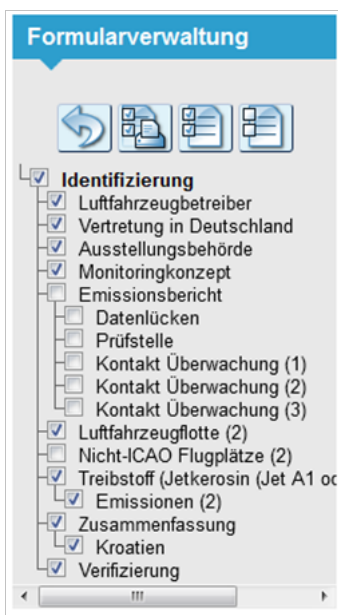 Formularverwaltung
Identifizierung
Luftfahrzeugbetreiber
Vertretung in Deutschland
Ausstellungsbehörde
Monitoringkonzept
Emissionsbericht
Datenlücken
Prüfstelle
Kontakt Überwachung (1)
Kontakt Überwachung (2)
Kontakt Überwachung (3)
Luftfahrzeugflotte (2)
Nicht-ICAO Flugplätze (2)
Treibstoff (Jetkerosin (Jet A1 od
Emissionen (2)
Zusammenfassung
Kroatien
Verifizierung